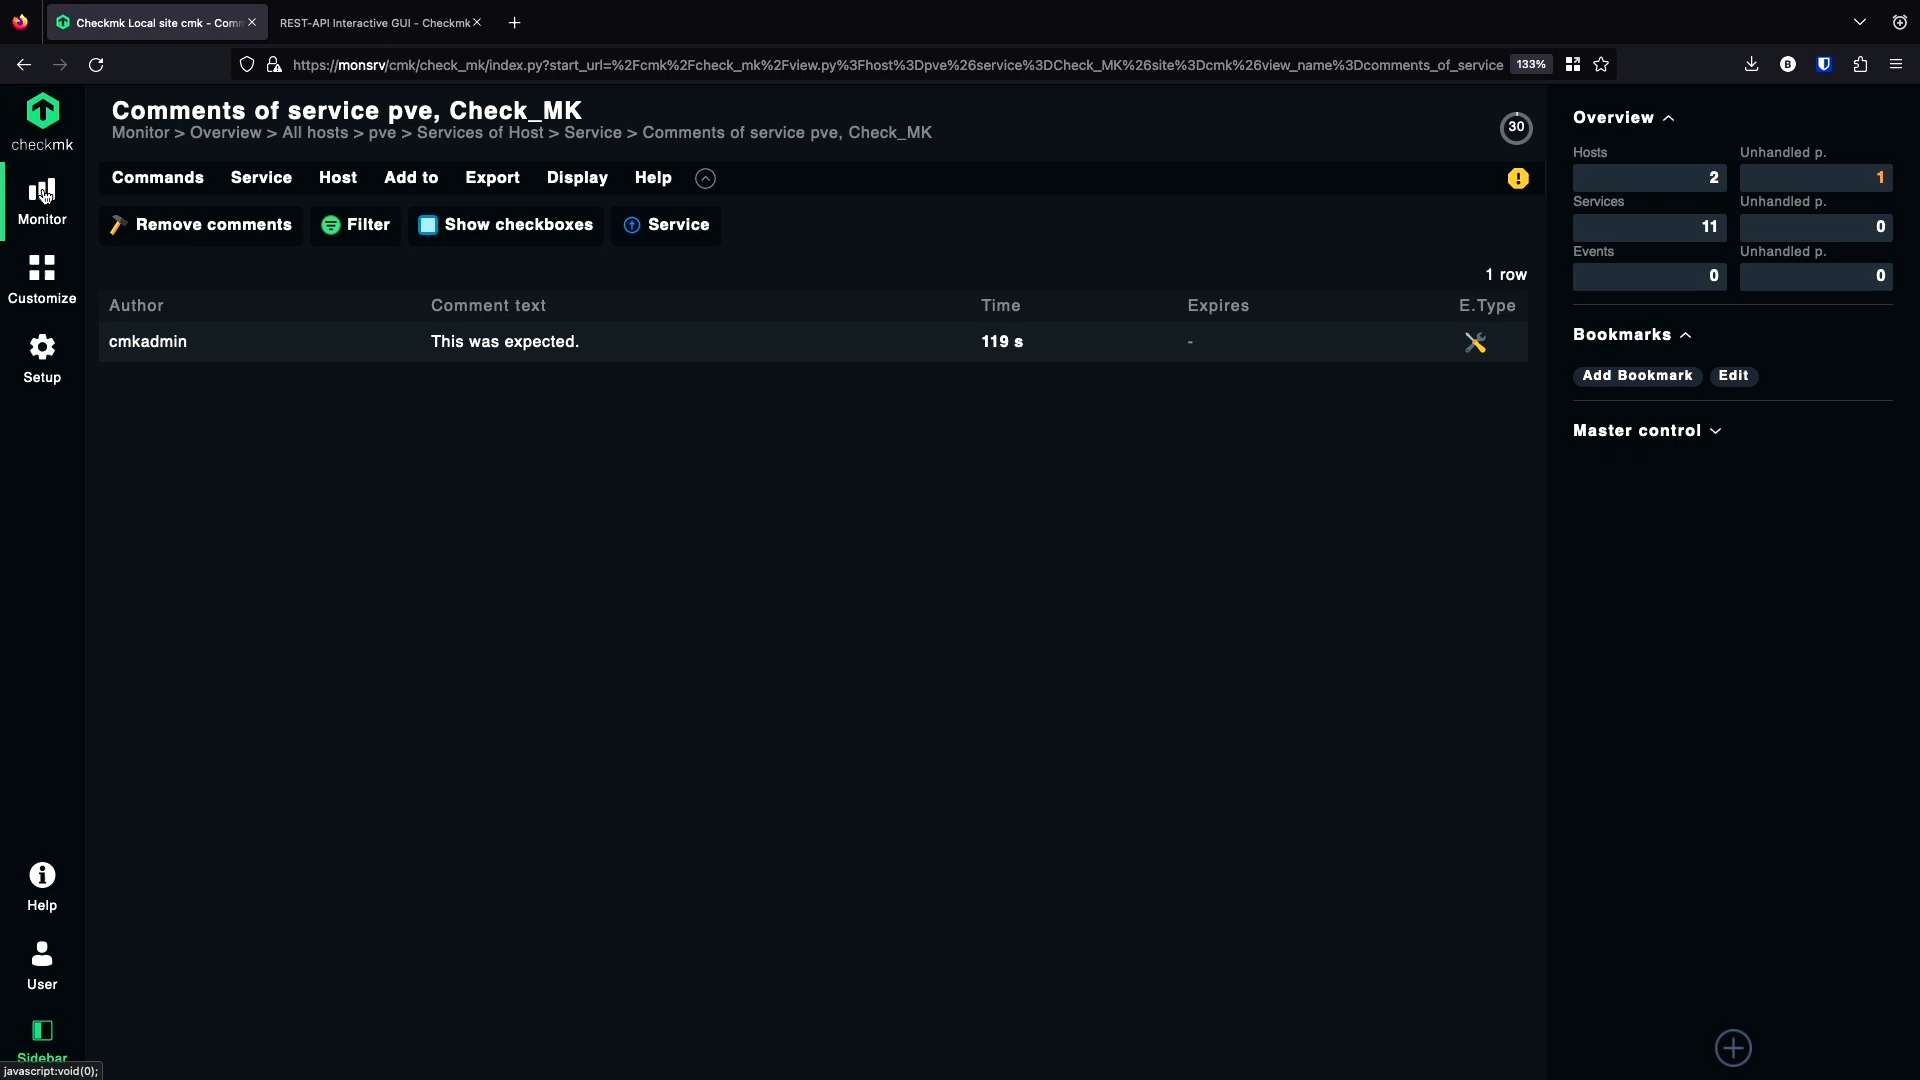 Checkmk Local site cmk - Com
REST-API Interactive GUI - Checkmk
https://monsrv/cmk/check_mk/index.py?start_url=%2Fcmk%2Fcheck_mk%2Fview.py%3Fhost%3Dpve%26service%3DCheck_MK%26site%3Dcmk%26view_name%3Dcomments_of_service
133%
B
checkmk
Monitor
Customize
Setup
Help
User
Sidebar
javascript:void(0);
Comments of service pve, Check_MK
Monitor > Overview > All hosts > pve > Services of Host > Service > Comments of service pve, Check_MK
30
Commands Service Host Add to Export Display Help
Remove comments Filter Show checkboxes Service
1 row
Author Comment text Time Expires E.Type
cmkadmin This was expected. 119 s -
Overview
Hosts Unhandled p.
2 1
Services Unhandled p.
11 0
Events Unhandled p.
0 0
Bookmarks
Add Bookmark Edit
Master control